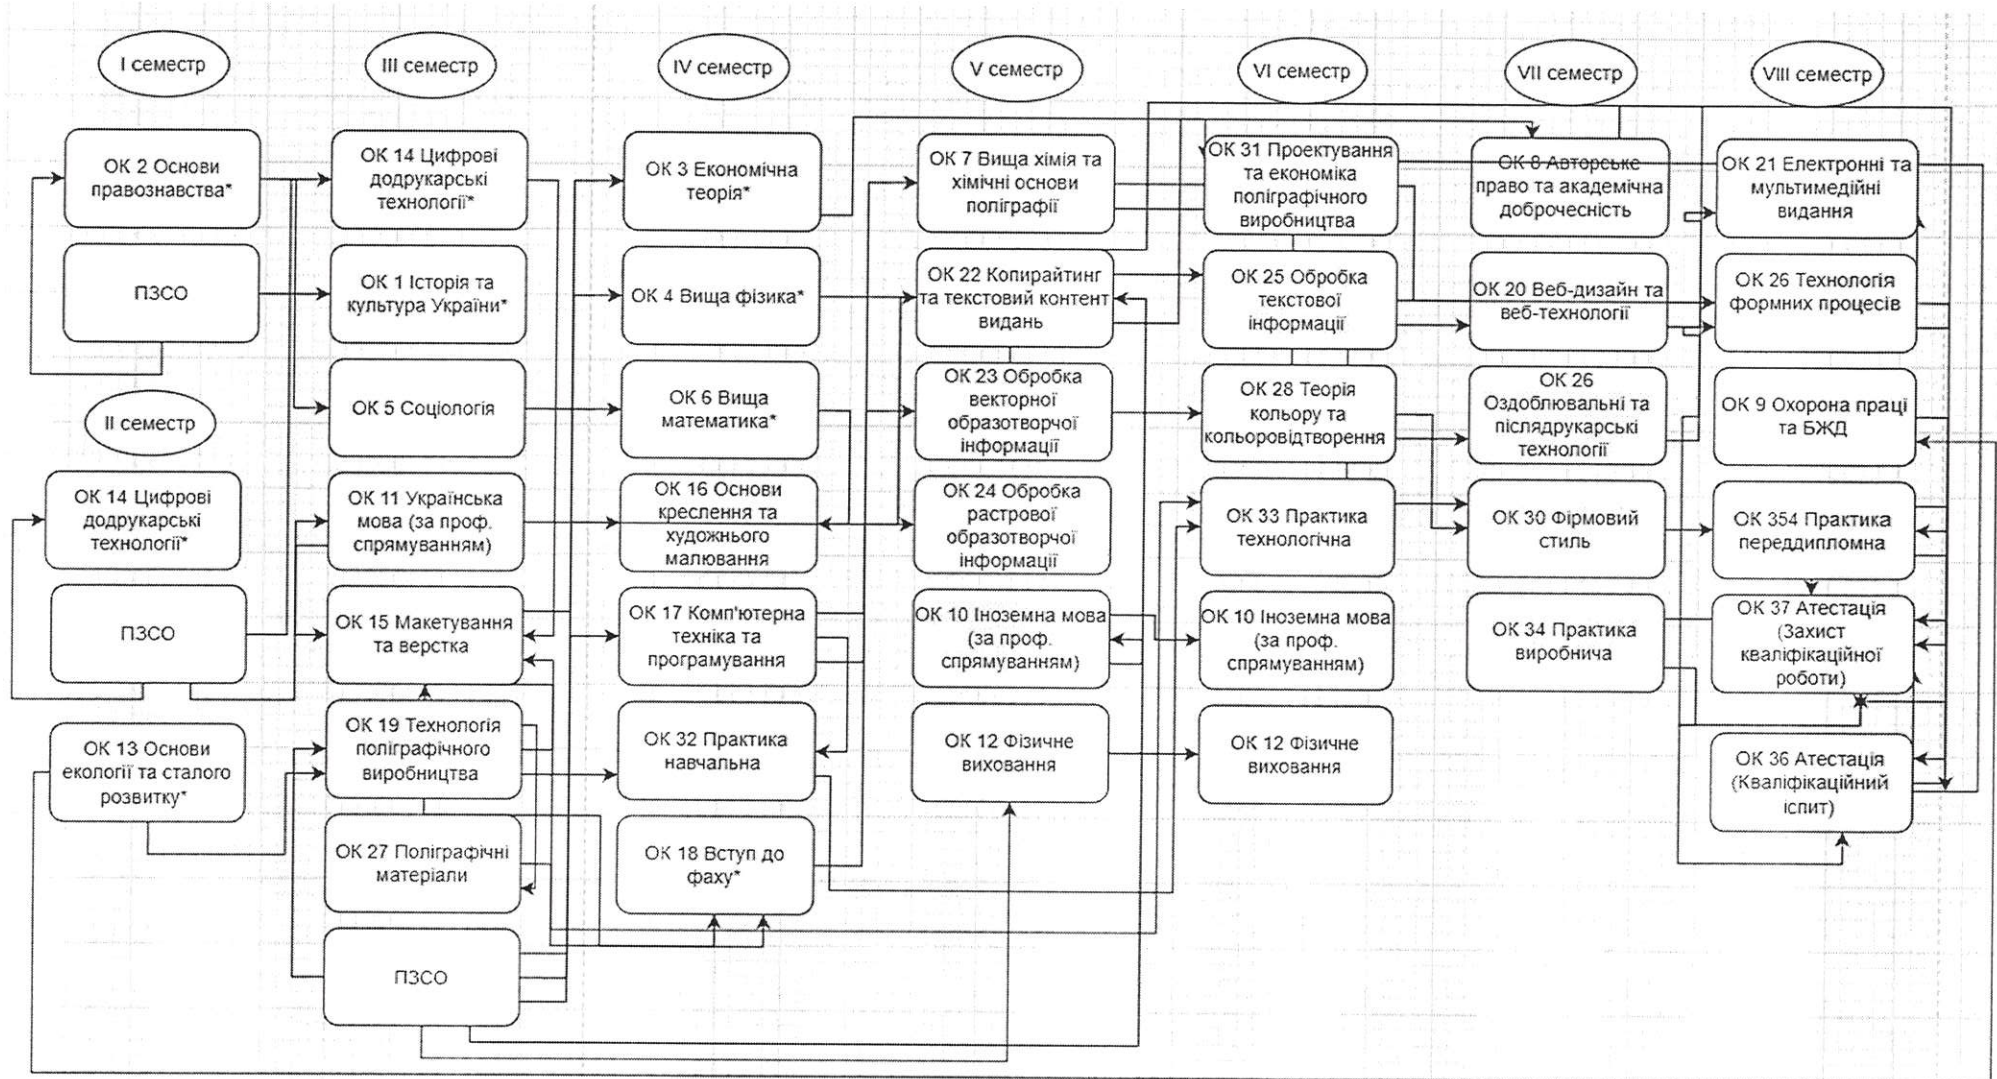 I семестр
ОК 2 Основи
правознавства*
ПЗСО
II семестр
ОК 14 Цифрові
додрукарські
технології*
ПЗСО
ОК 13 Основи
екології та сталого
розвитку*
III семестр
ОК 14 Цифрові
додрукарські
технології*
ОК 1 Історія та
культура України*
ОК 5 Соціологія
ОК 11 Українська
мова (за проф.
спрямуванням)
ОК 15 Макетування
та верстка
ОК 19 Технологія
поліграфічного
виробництва
ОК 27 Поліграфічні
матеріали
ПЗСО
IV семестр
ОК 3 Економічна
теорія*
ОК 4 Вища фізика*
ОК 6 Вища
математика*
ОК 16 Основи
креслення та
художнього
малювання
ОК 17 Комп'ютерна
техніка та
програмування
ОК 32 Практика
навчальна
ОК 18 Вступ до
фаху*
V семестр
ОК 7 Вища хімія та
хімічні основи
поліграфії
ОК 22 Копирайтинг
та текстовий контент
видань
ОК 23 Обробка
векторної
образотворчої
інформації
ОК 24 Обробка
растрової
образотворчої
інформації
ОК 10 Іноземна мова
(за проф.
спрямуванням)
ОК 12 Фізичне
виховання
VI семестр
ОК 31 Проектування
та економіка
поліграфічного
виробництва
ОК 25 Обробка
текстової
інформації
ОК 28 Теорія
кольору та
кольоровідтворення
ОК 33 Практика
технологічна
ОК 10 Іноземна мова
(за проф.
спрямуванням)
ОК 12 Фізичне
виховання
VII семестр
ОК 8 Авторське
право та академічна
доброчесність
ОК 20 Веб-дизайн та
веб-технології
ОК 26
Оздоблювальні та
післядрукарські
технології
ОК 30 Фірмовий
стиль
ОК 34 Практика
виробнича
VIII семестр
ОК 21 Електронні та
мультимедійні
видання
ОК 26 Технологія
формних процесів
ОК 9 Охорона праці
та БЖД
ОК 354 Практика
переддипломна
ОК 37 Атестація
(Захист
кваліфікаційної
роботи)
ОК 36 Атестація
(Кваліфікаційний
іспит)